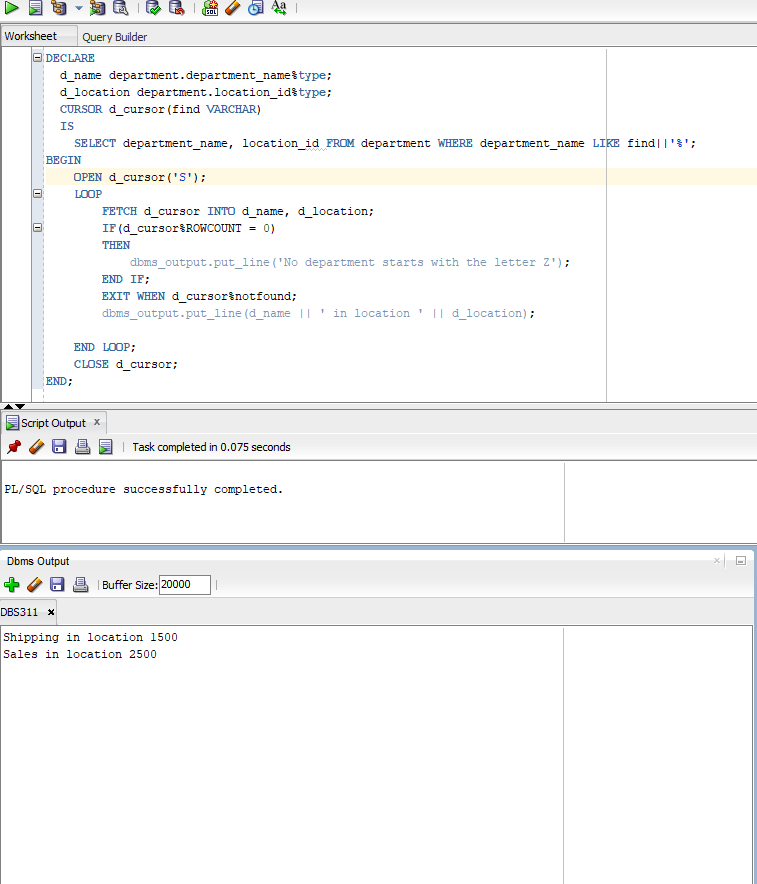 Worksheet Query Builder
DECLARE
d_name department.department_name%type;
d_location department.location_id%type;
CURSOR d_cursor(find VARCHAR)
IS
SELECT department_name, location_id FROM department WHERE department_name LIKE find||'%';
BEGIN
OPEN d_cursor('S');
LOOP
FETCH d_cursor INTO d_name, d_location;
IF(d_cursor%ROWCOUNT = 0)
THEN
dbms_output.put_line('No department starts with the letter Z');
END IF;
EXIT WHEN d_cursor%notfound;
dbms_output.put_line(d_name || ' in location ' || d_location);
END LOOP;
CLOSE d_cursor;
END;
Script Output x
Task completed in 0.075 seconds
PL/SQL procedure successfully completed.
Dbms Output
Buffer Size: 20000
DBS311
Shipping in location 1500
Sales in location 2500